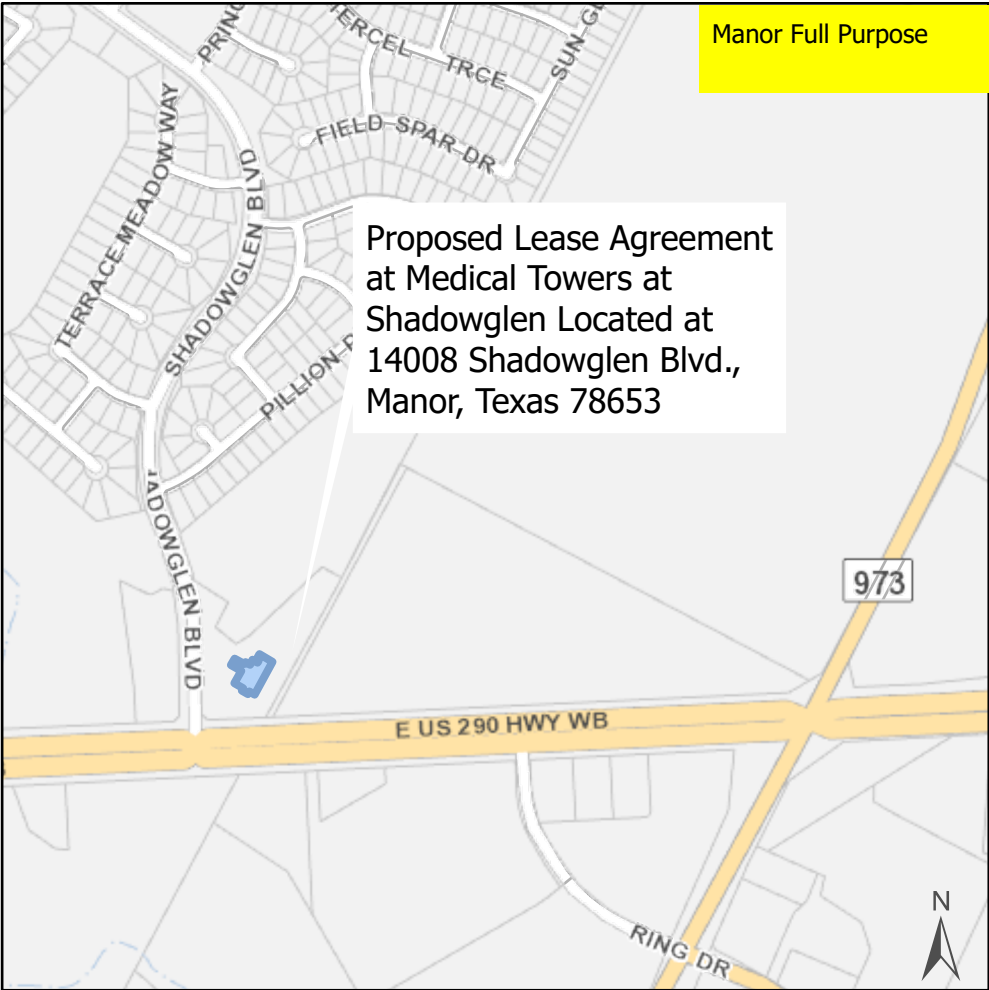 Manor Full Purpose
PRINC
TERCEL TRCE
SUN-GL
FIELD SPAR DR
TERRACE MEADOW WAY
SHADOWGLEN BLVD
Proposed Lease Agreement
at Medical Towers at
Shadowglen Located at
14008 Shadowglen Blvd.,
Manor, Texas 78653
PILLION P
ADOWGLEN BLVD
973
E US 290 HWY WB
RING DR
N